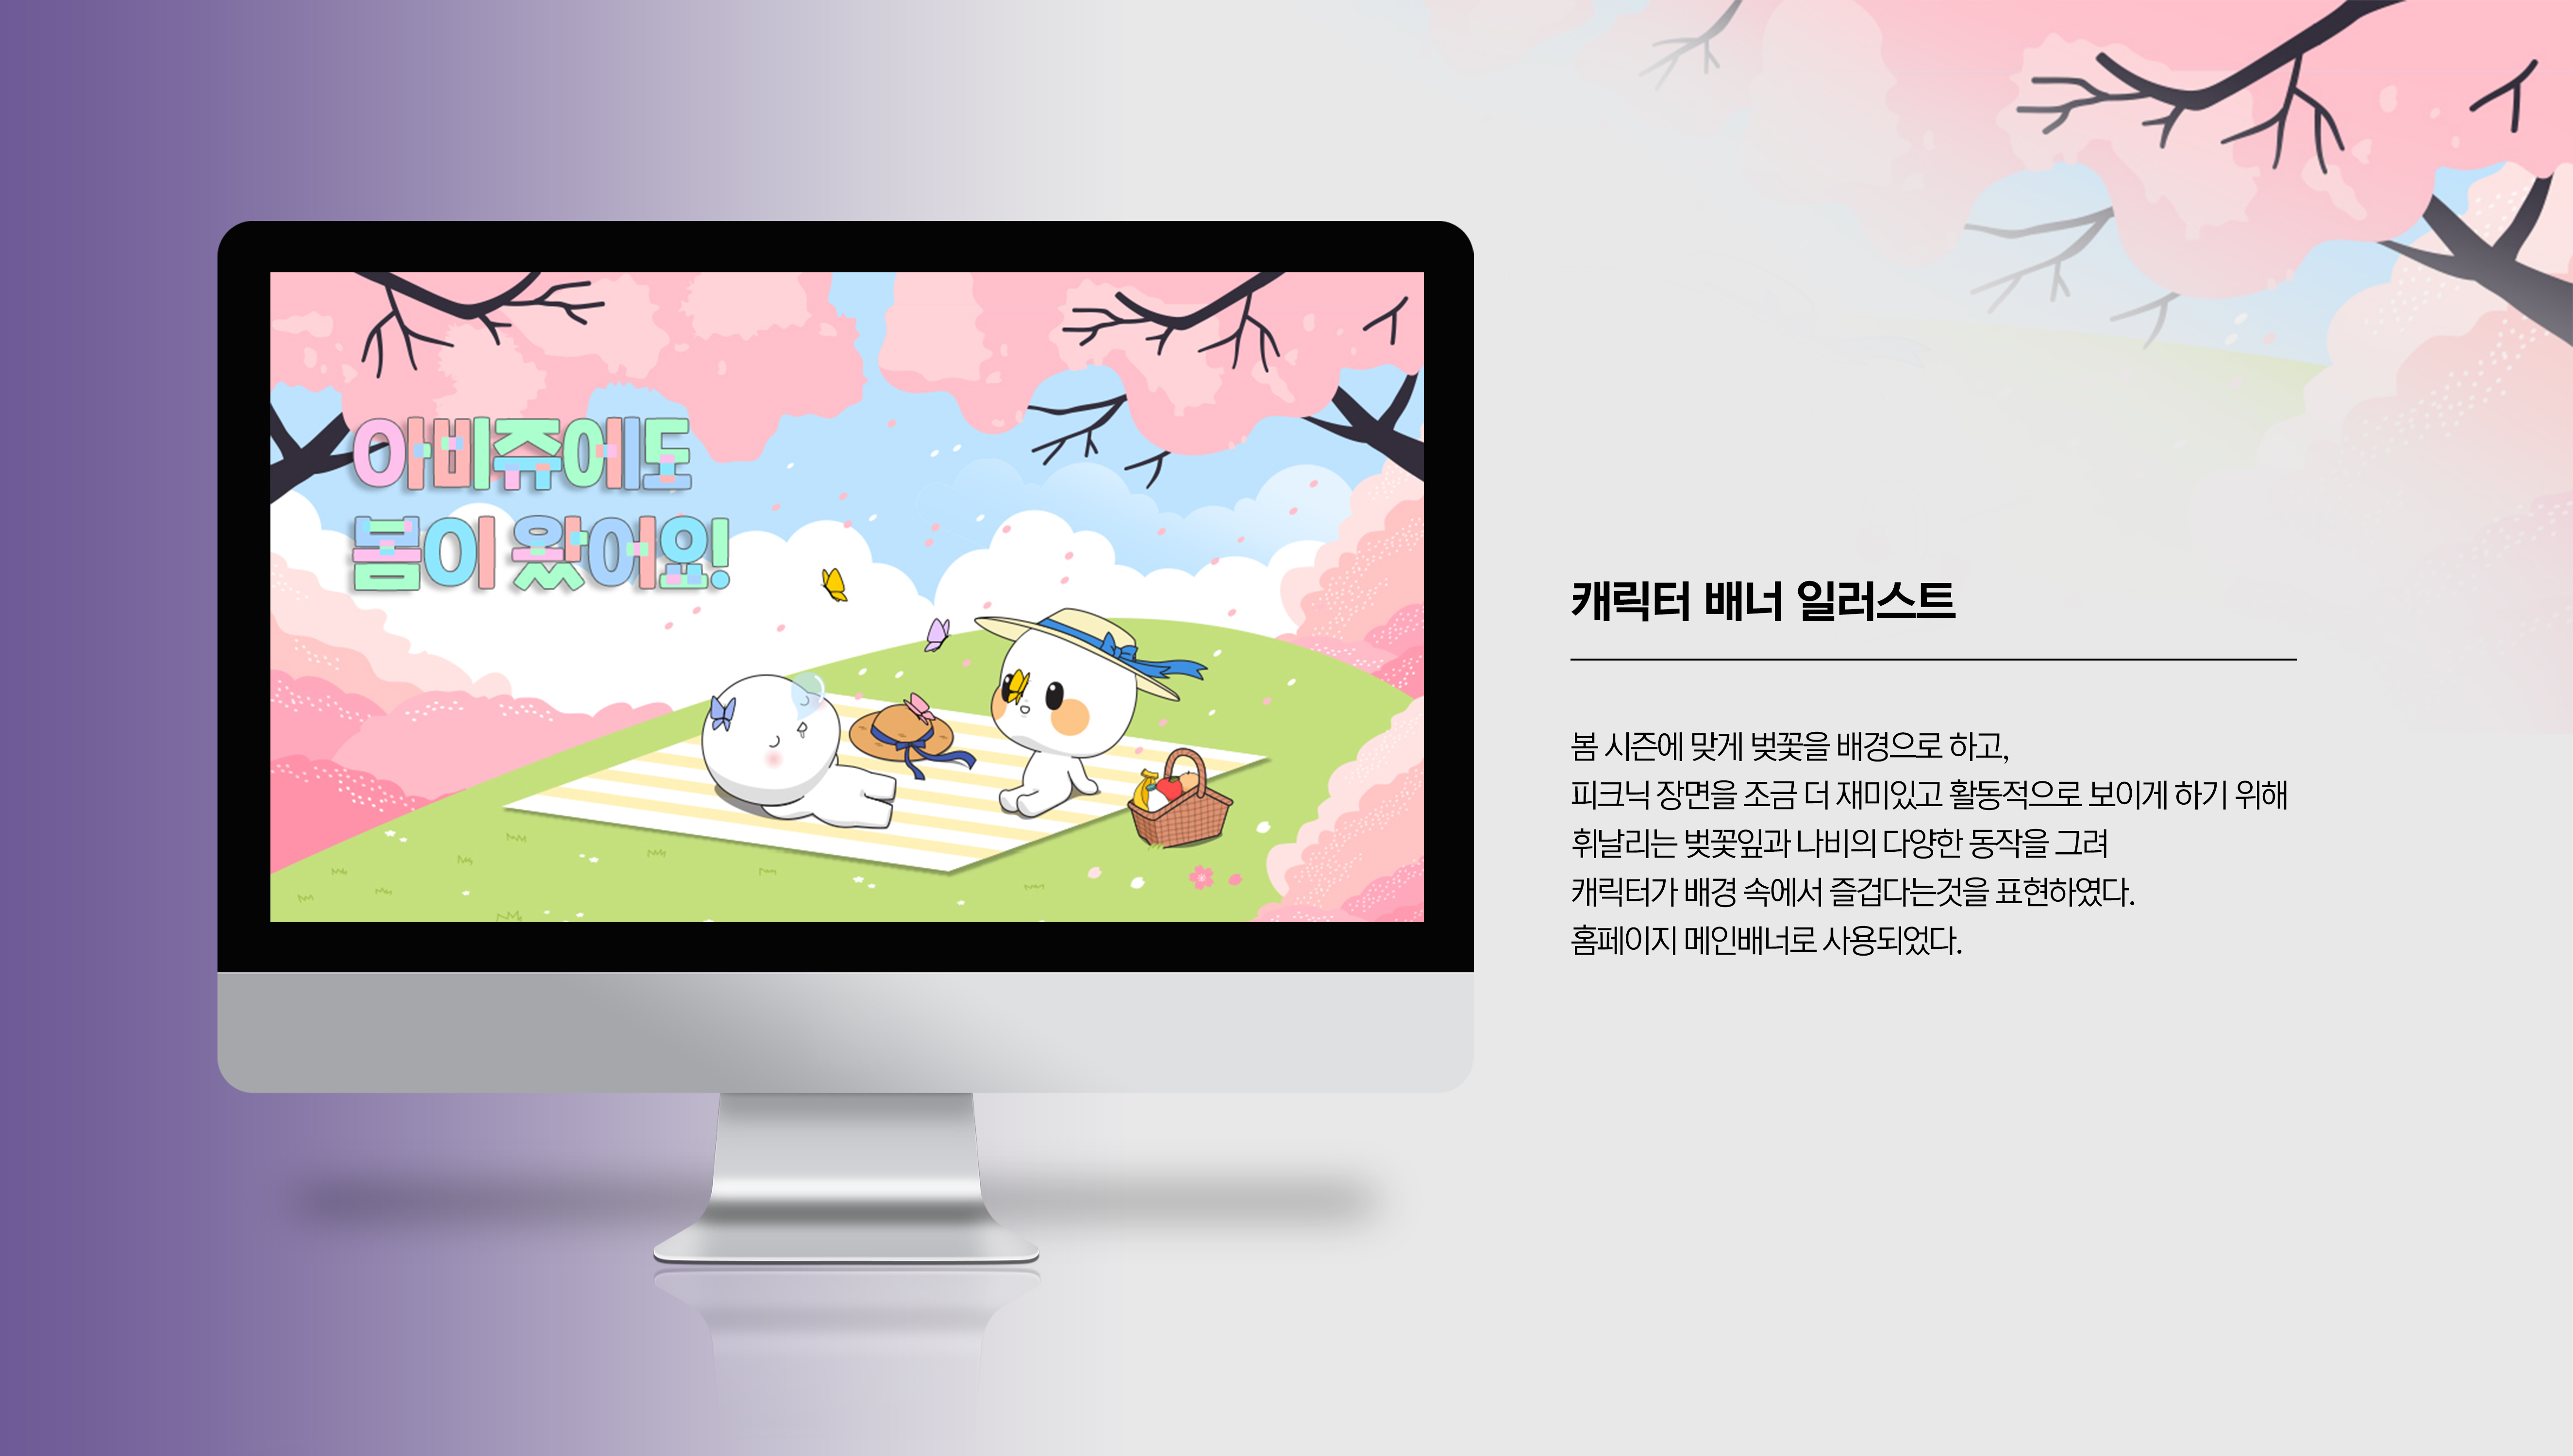 아비쥬에도
봄이 왔어요!
캐릭터 배너 일러스트
봄 시즌에 맞게 벚꽃을 배경으로 하고,
피크닉 장면을 조금 더 재미있고 활동적으로 보이게 하기 위해
휘날리는 벚꽃잎과 나비의 다양한 동작을 그려
캐릭터가 배경 속에서 즐겁다는것을 표현하였다.
홈페이지 메인배너로 사용되었다.